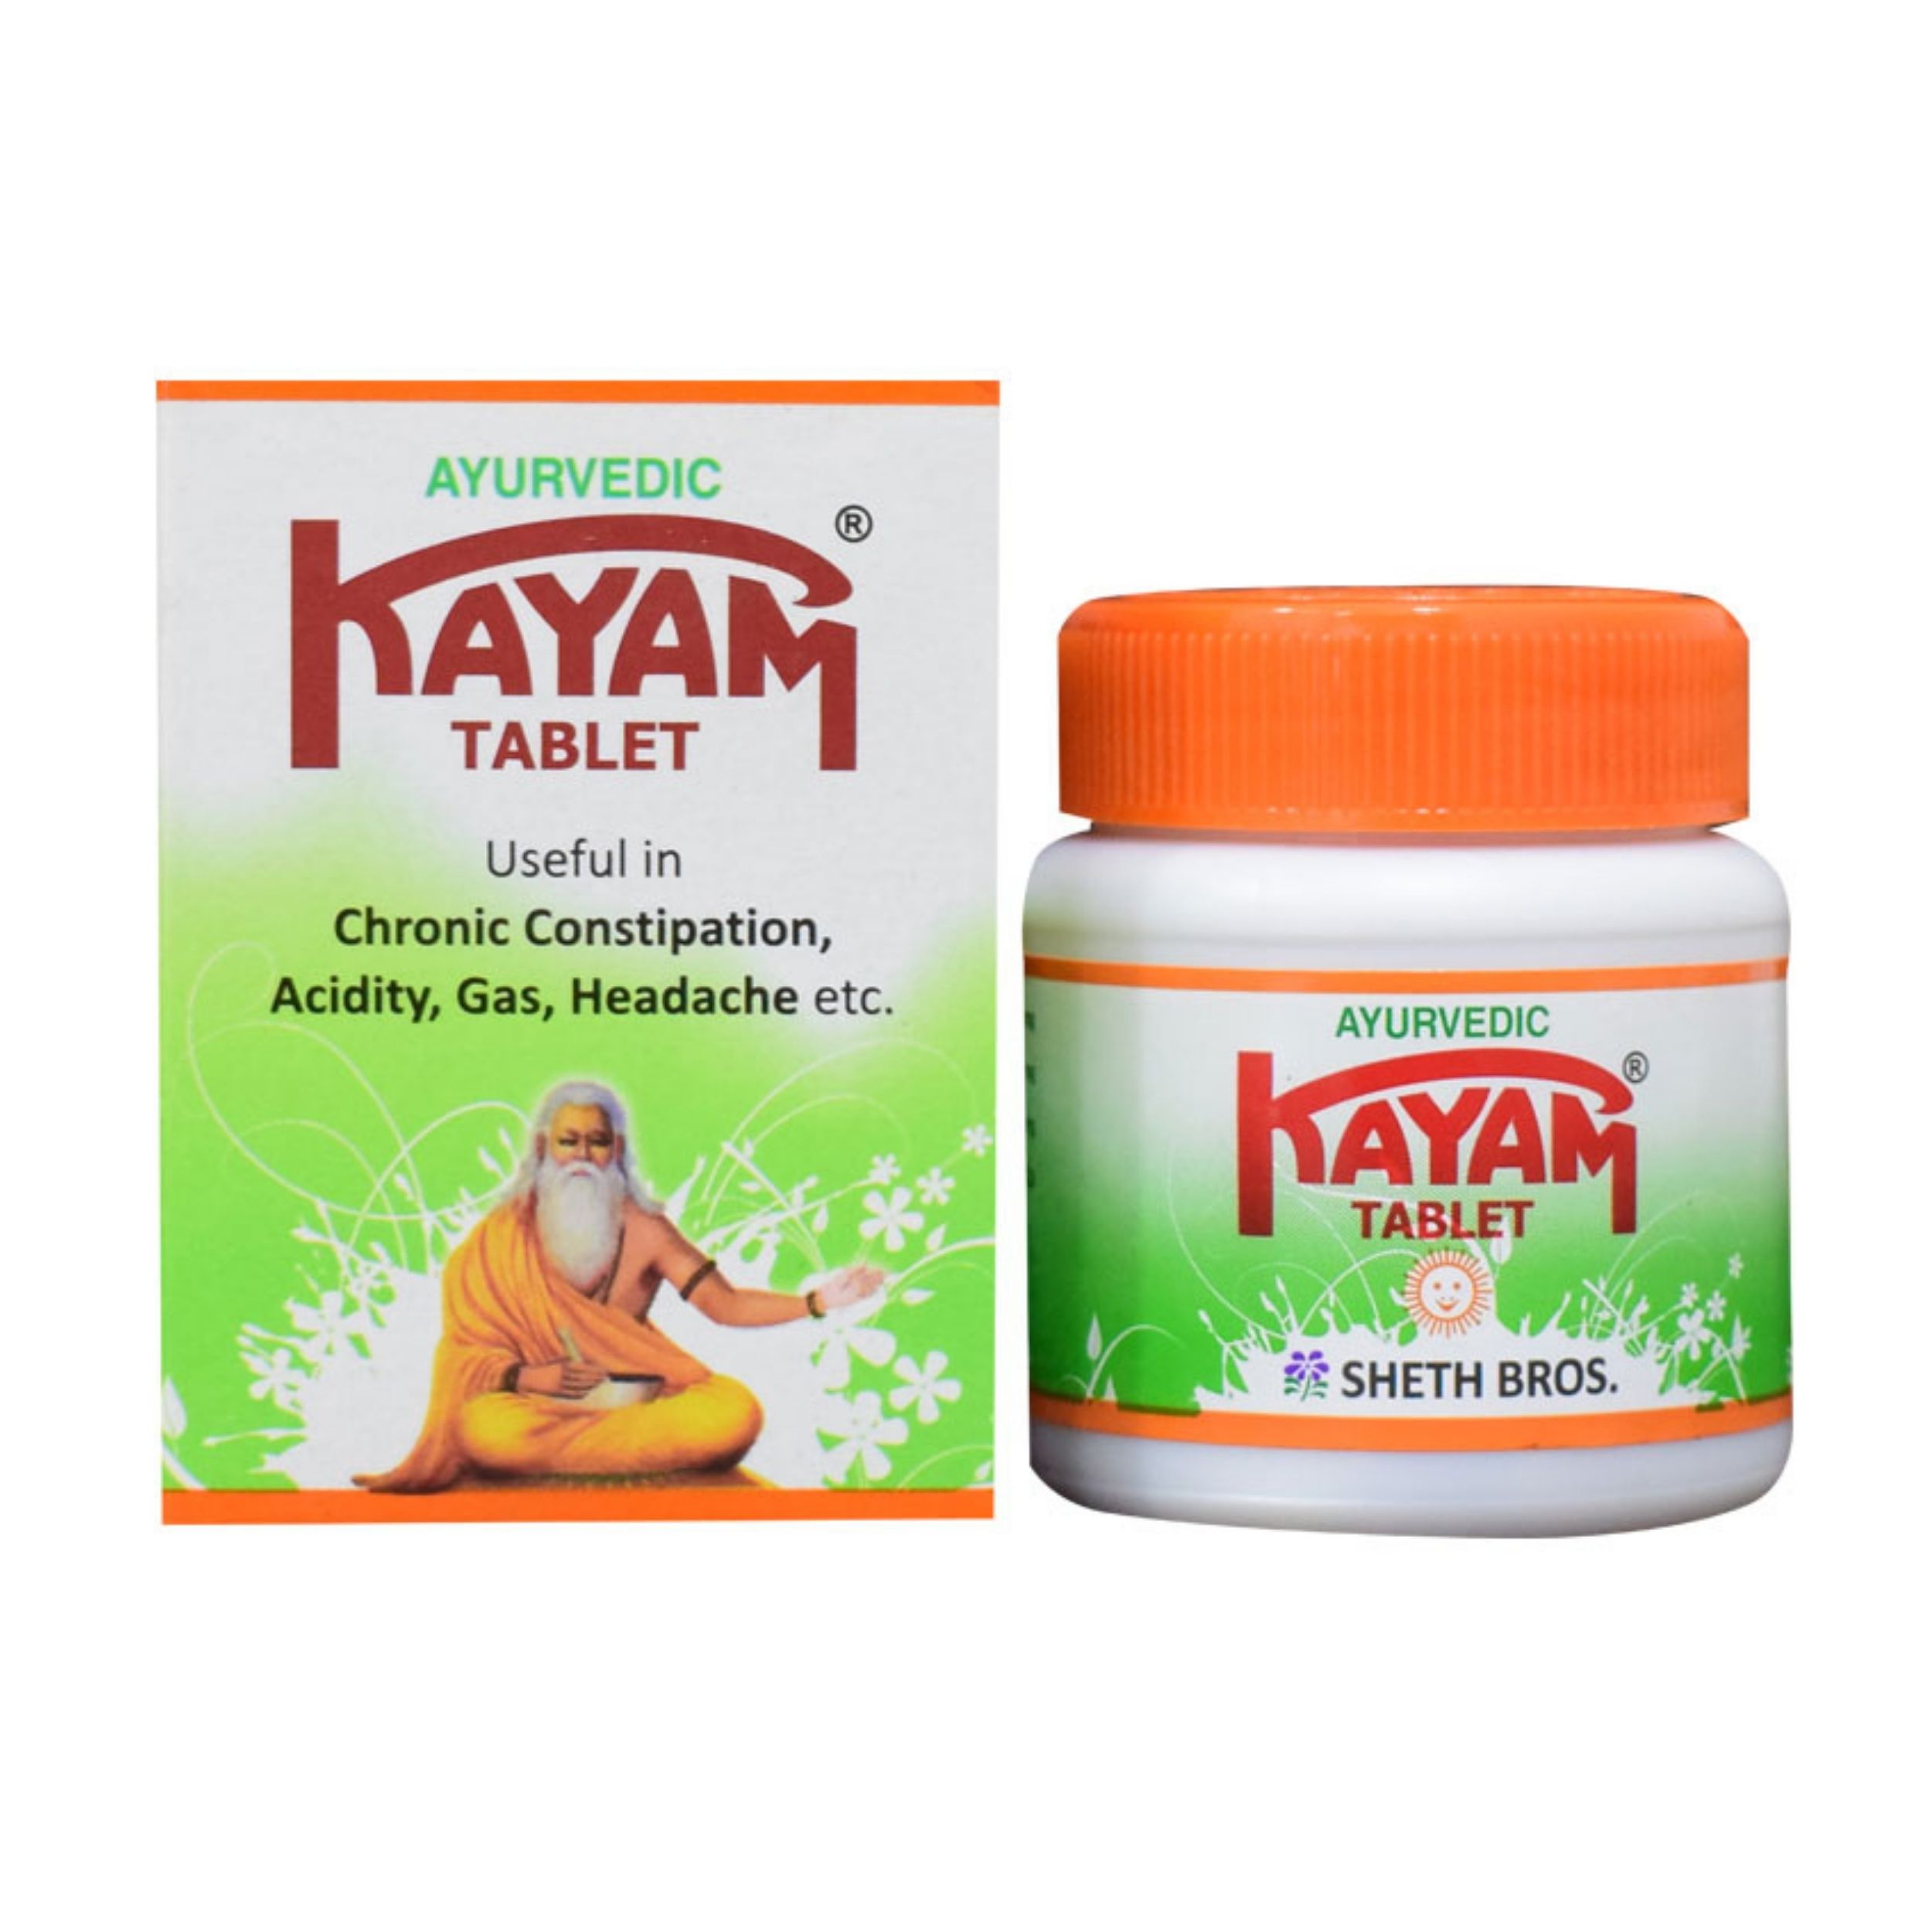 AYURVEDIC
KAYAM®
TABLET
Useful in
Chronic Constipation,
Acidity, Gas, Headache etc.
AYURVEDIC
KAYAM®
TABLET
SHETH BROS.